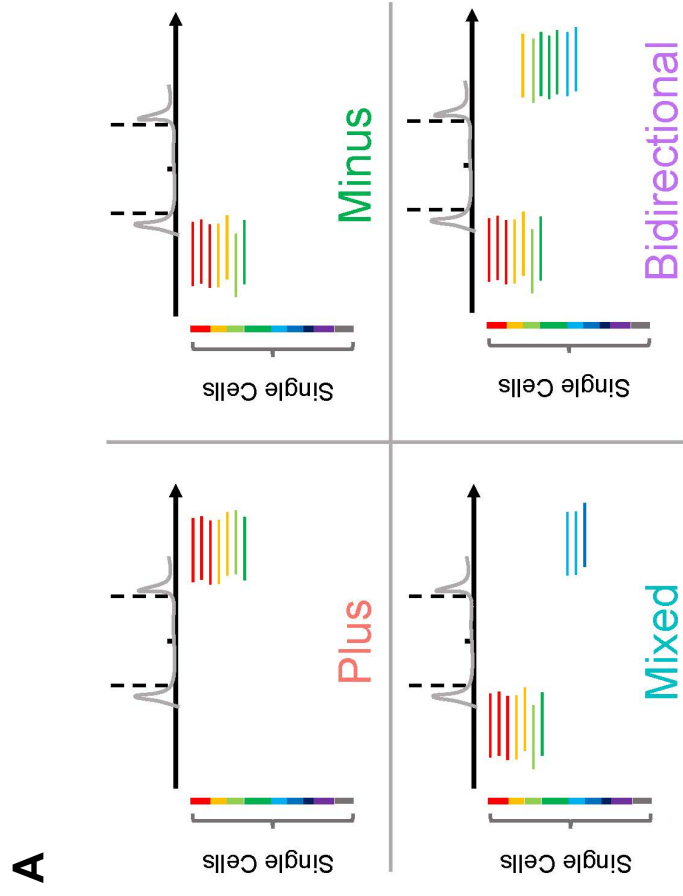 A
Single Cells
Plus
Single Cells
Minus
Single Cells
Mixed
Single Cells
Bidirectional